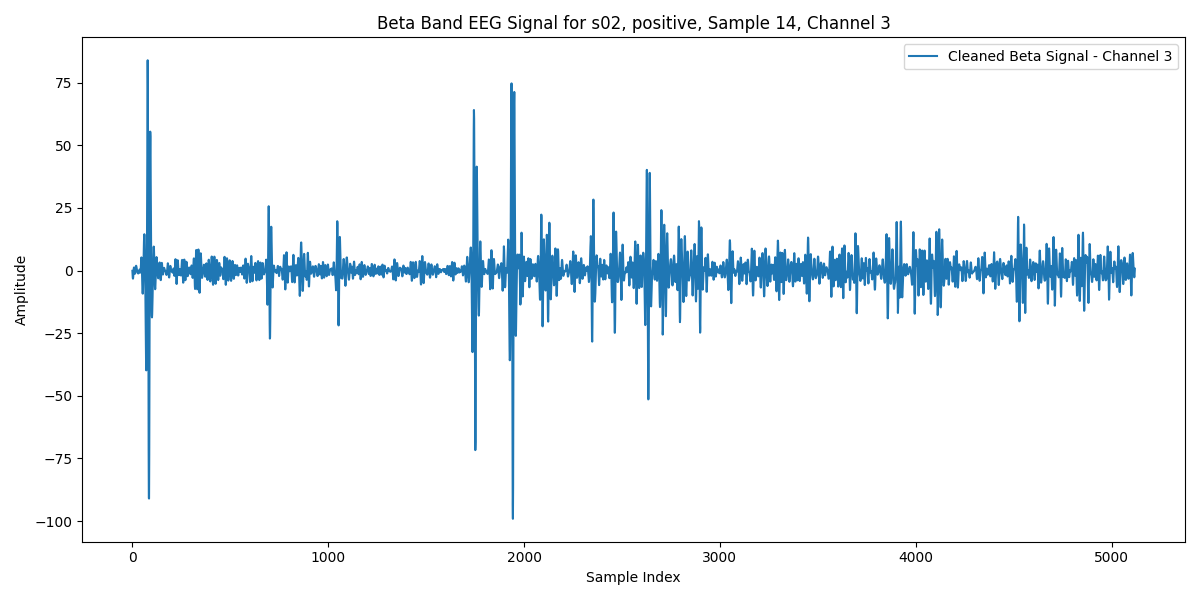 Beta Band EEG Signal for s02, positive, Sample 14, Channel 3
Cleaned Beta Signal - Channel 3
75
50
25
0
−25
−50
−75
−100
Amplitude
0 1000 2000 3000 4000 5000
Sample Index